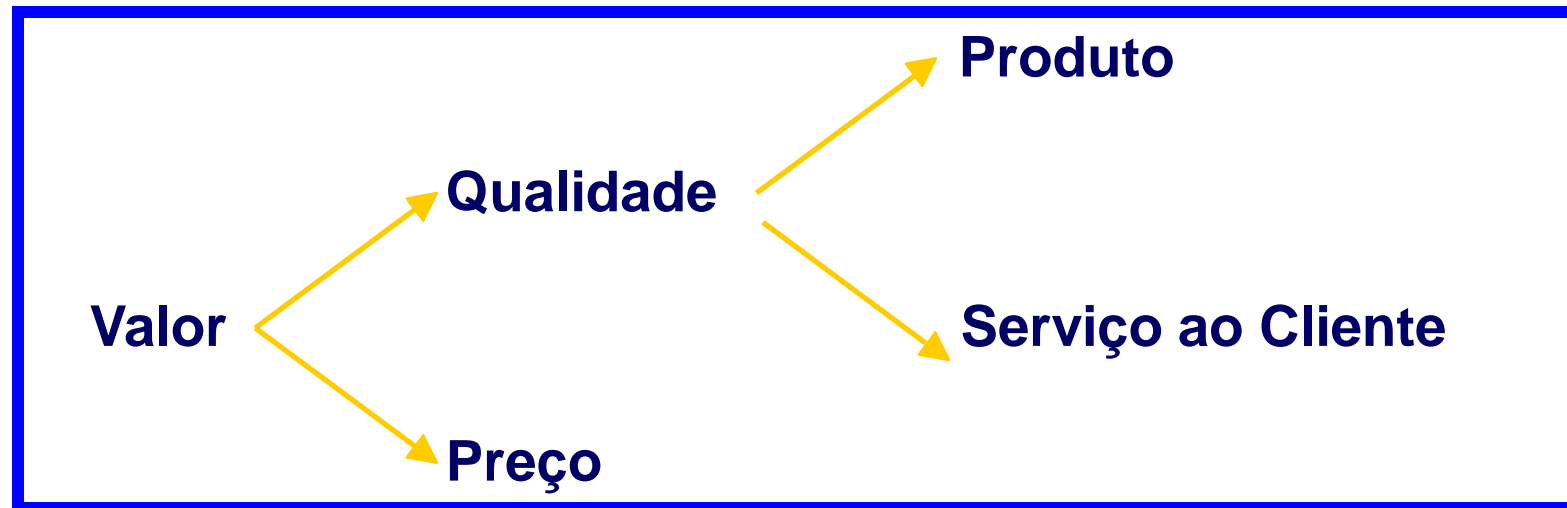 Produto
Qualidade
Valor
Serviço ao Cliente
Preço